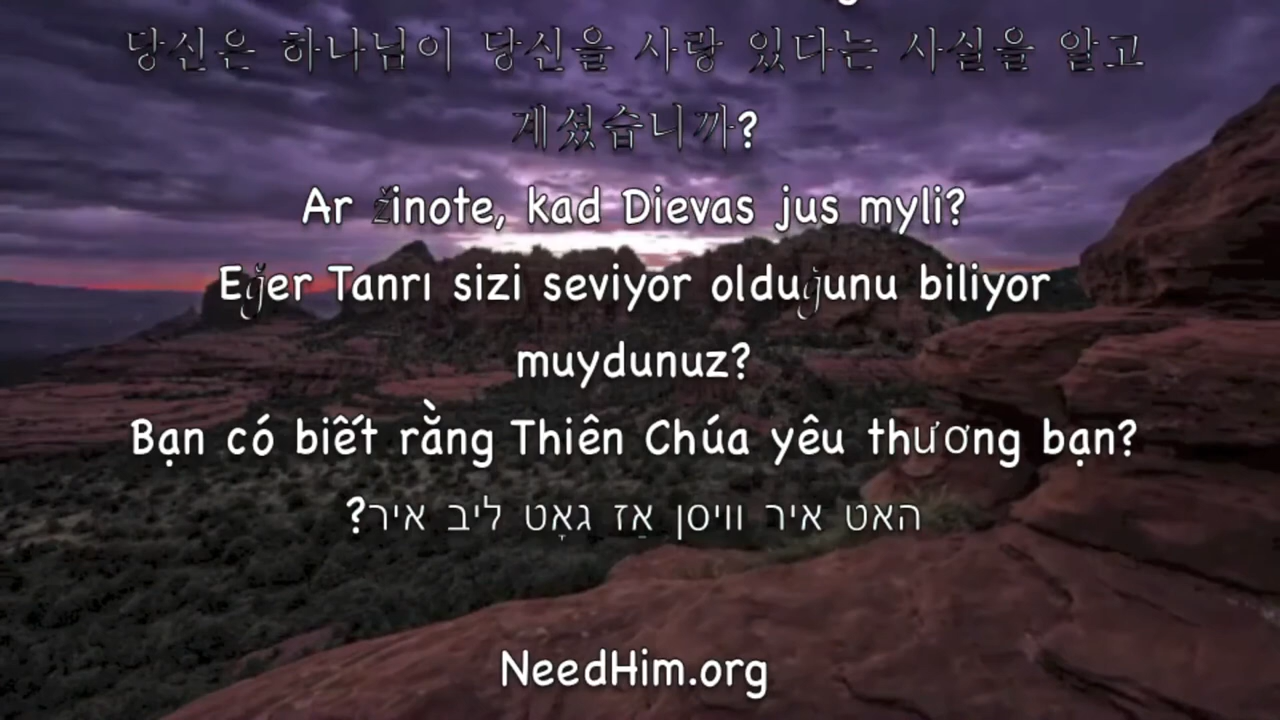 당신은 하나님이 당신을 사랑 있다는 사실을 알고
계셨습니까?
Ar žinote, kad Dievas jus myli?
Eğer Tanrı sizi seviyor olduğunu biliyor
muydunuz?
Bạn có biết rằng Thiên Chúa yêu thương bạn?
האט איר וויסן אַז גאָט ליב איר?
NeedHim.org